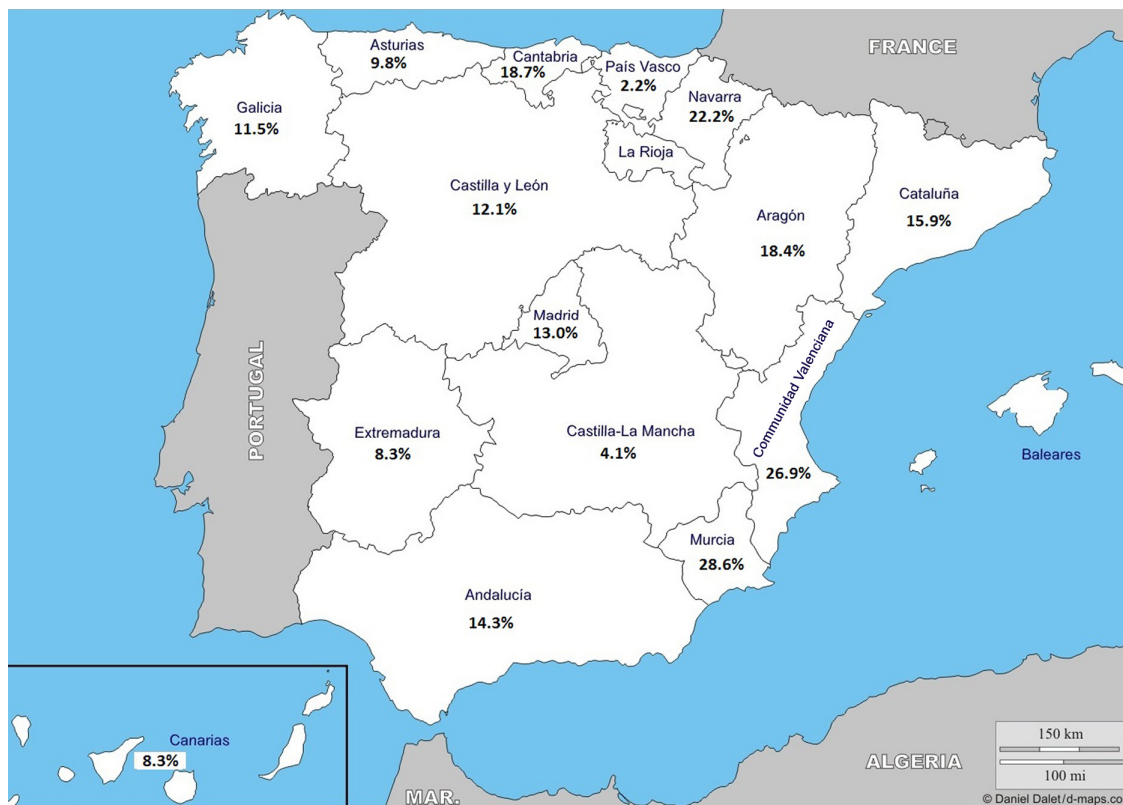 FRANCE
Asturias
9.8%
Cantabria
18.7%
País Vasco
2.2%
Navarra
22.2%
Galicia
11.5%
La Rioja
Castilla y León
12.1%
Cataluña
15.9%
Aragón
18.4%
Madrid
13.0%
Communidad Valenciana
26.9%
PORTUGAL
Extremadura
8.3%
Castilla-La Mancha
4.1%
Baleares
Murcia
28.6%
Andalucía
14.3%
Canarias
8.3%
MAR.
ALGERIA
150 km
100 mi
© Daniel Dalet/d-maps.co